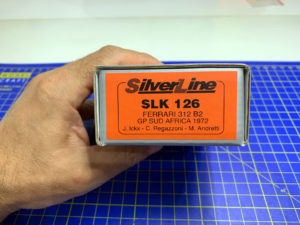 SilverLine
SLK 126
FERRARI 312 B2
GP SUD AFRICA 1972
J. Ickx - C. Regazzoni - M. Andretti